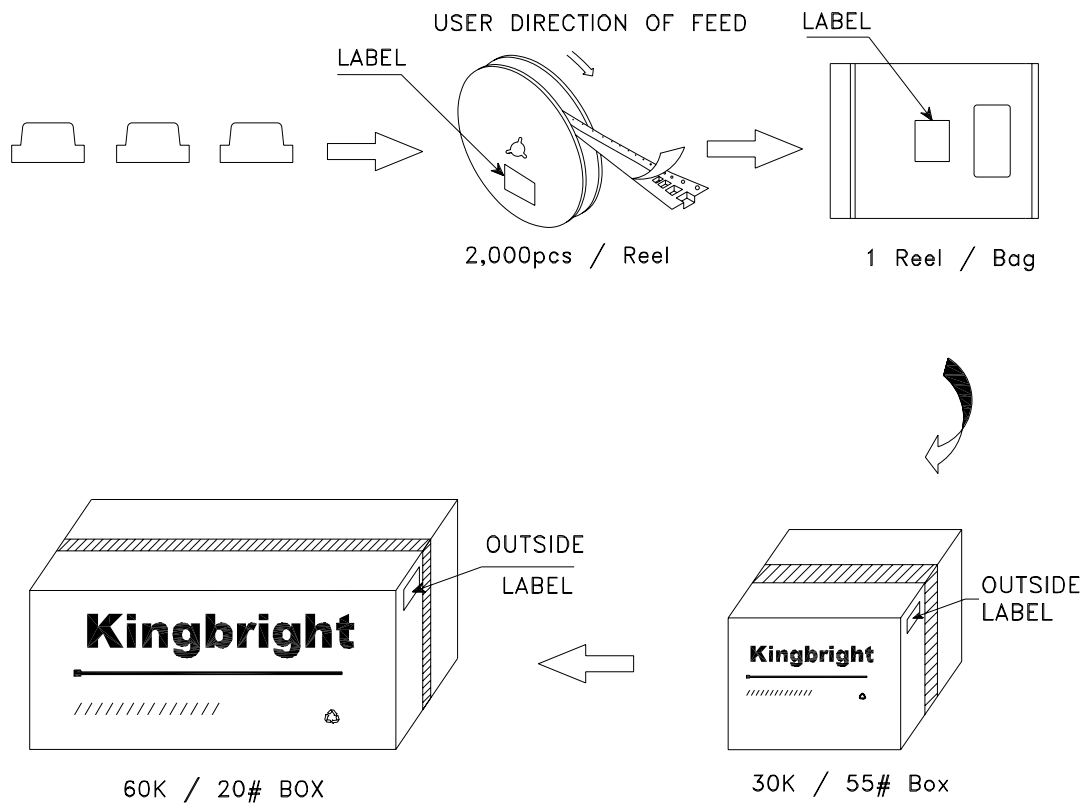 USER DIRECTION OF FEED
LABEL
LABEL
2,000pcs / Reel
1 Reel / Bag
OUTSIDE
LABEL
Kingbright
60K / 20# BOX
OUTSIDE
LABEL
Kingbright
30K / 55# Box